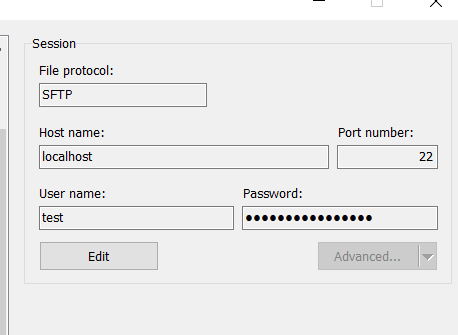 Session
File protocol:
SFTP
Host name:
Port number:
localhost
22
User name:
Password:
test
●●●●●●●●●●●●●●●●
Edit
Advanced...